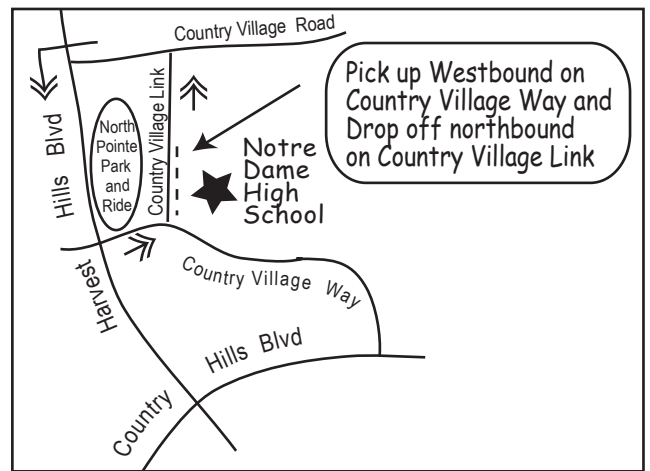 Country Village Road
Pick up Westbound on
Country Village Way and
Drop off northbound
on Country Village Link
Hills Blvd
North
Pointe
Park
and
Ride
Country Village Link
Notre
Dame
High
School
Harvest
Country Village Way
Hills Blvd
Country